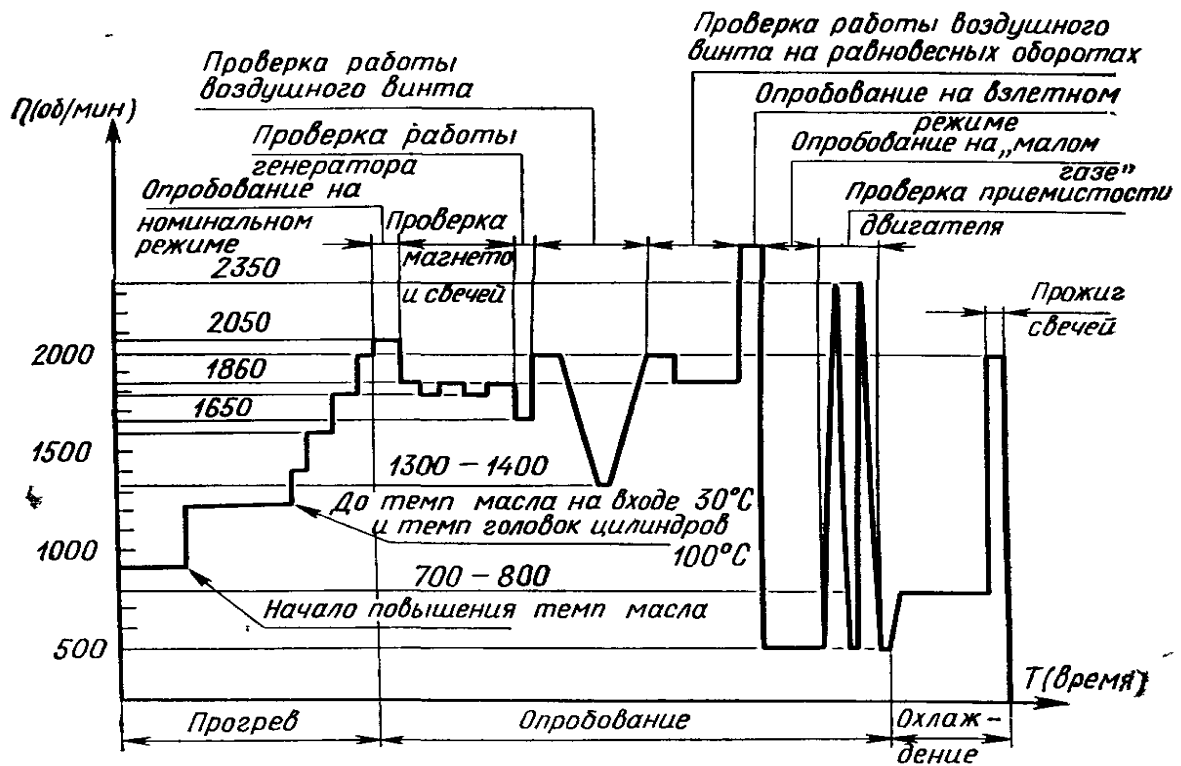 Проверка работы воздушного
винта на равновесных оборотах
Проверка работы
воздушного винта
Опробование на взлетном
режиме
n(об/мин)
Проверка работы
генератора
Опробование на „малом
газе”
Опробование на
номинальном
режиме
Проверка
магнето
и свечей
Проверка приемистости
двигателя
2350
2050
2000
1860
1650
1500
1300 - 1400
Прожиг
свечей
До темп масла на входе 30°С
и темп головок цилиндров
100°С
1000
700 - 800
Начало повышения темп масла
500
T(время)
Прогрев
Опробование
Охлаж -
дение